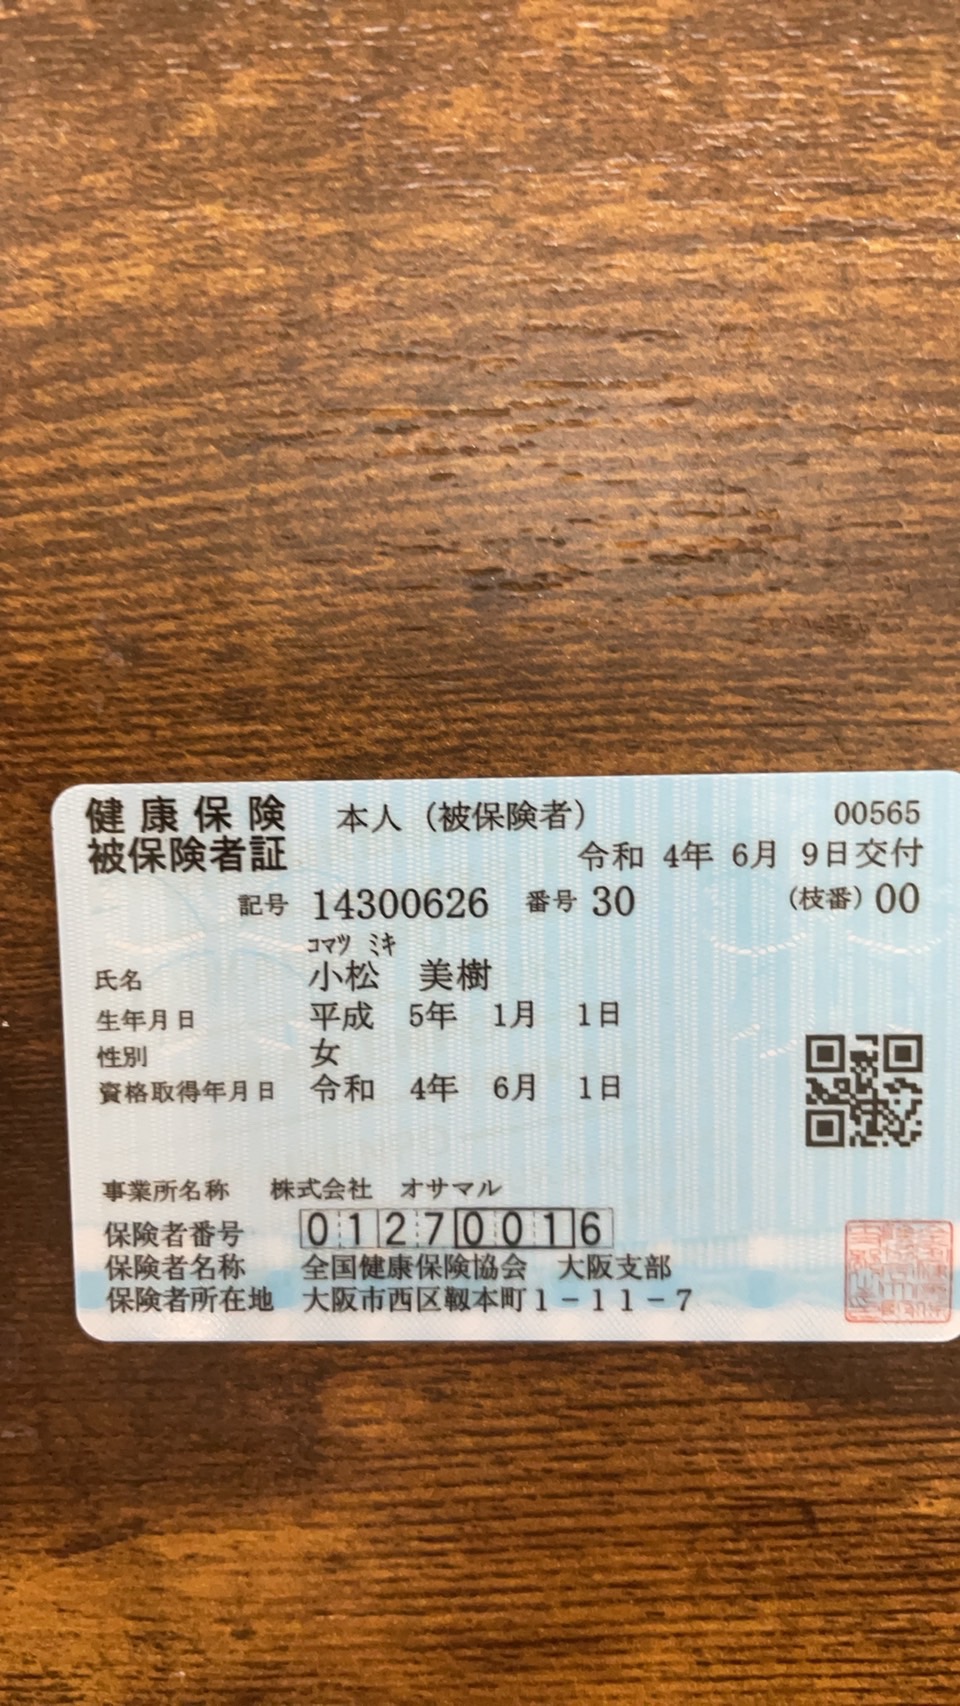 健康保険 本人（被保険者） 00565
被保険者証 令和 4年 6月 9日交付
記号 14300626 番号 30 （枝番）00
ｺﾏﾂ ﾐｷ
氏名 小松 美樹
生年月日 平成 5年 1月 1日
性別 女
資格取得年月日 令和 4年 6月 1日
事業所名称 株式会社 オサマル
保険者番号 01270016
保険者名称 全国健康保険協会 大阪支部
保険者所在地 大阪市西区靱本町1－11－7